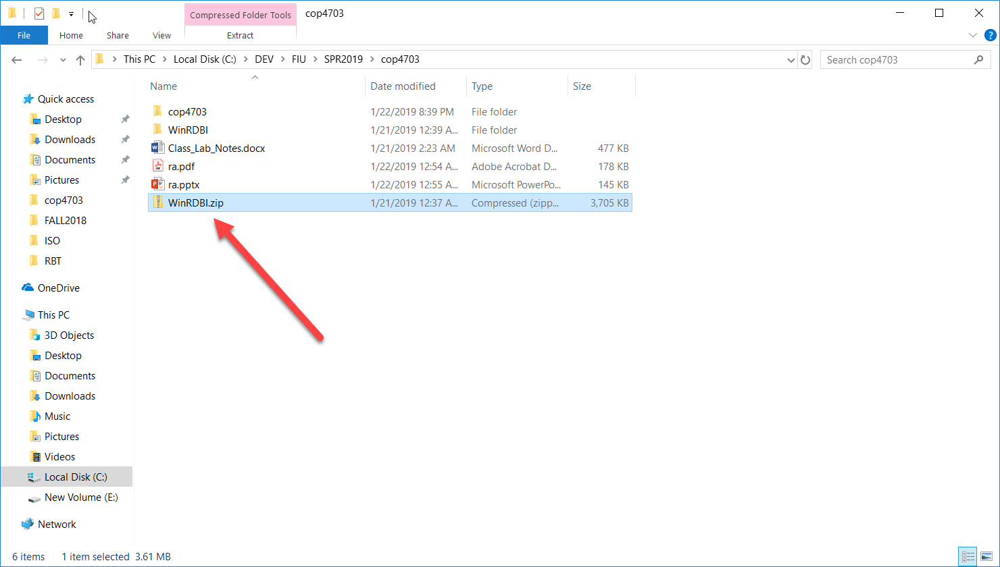 Compressed Folder Tools cop4703
File Home Share View Extract
This PC Local Disk (C:) DEV FIU SPR2019 cop4703 Search cop4703
Name Date modified Type Size
cop4703 1/22/2019 8:39 PM File folder
WinRDBI 1/21/2019 12:39 A... File folder
Class_Lab_Notes.docx 1/21/2019 2:23 AM Microsoft Word D... 477 KB
ra.pdf 1/22/2019 12:54 A... Adobe Acrobat D... 178 KB
ra.pptx 1/22/2019 12:55 A... Microsoft PowerPo... 145 KB
WinRDBI.zip 1/21/2019 12:37 A... Compressed (zipp... 3,705 KB
Quick access
Desktop
Downloads
Documents
Pictures
cop4703
FALL2018
ISO
RBT
OneDrive
This PC
3D Objects
Desktop
Documents
Downloads
Music
Pictures
Videos
Local Disk (C:)
New Volume (E:)
Network
6 items 1 item selected 3.61 MB